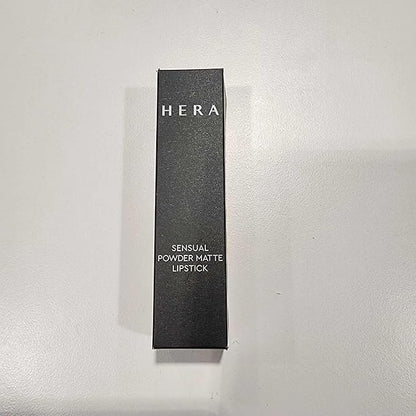 HERA
SENSUAL
POWDER MATTE
LIPSTICK